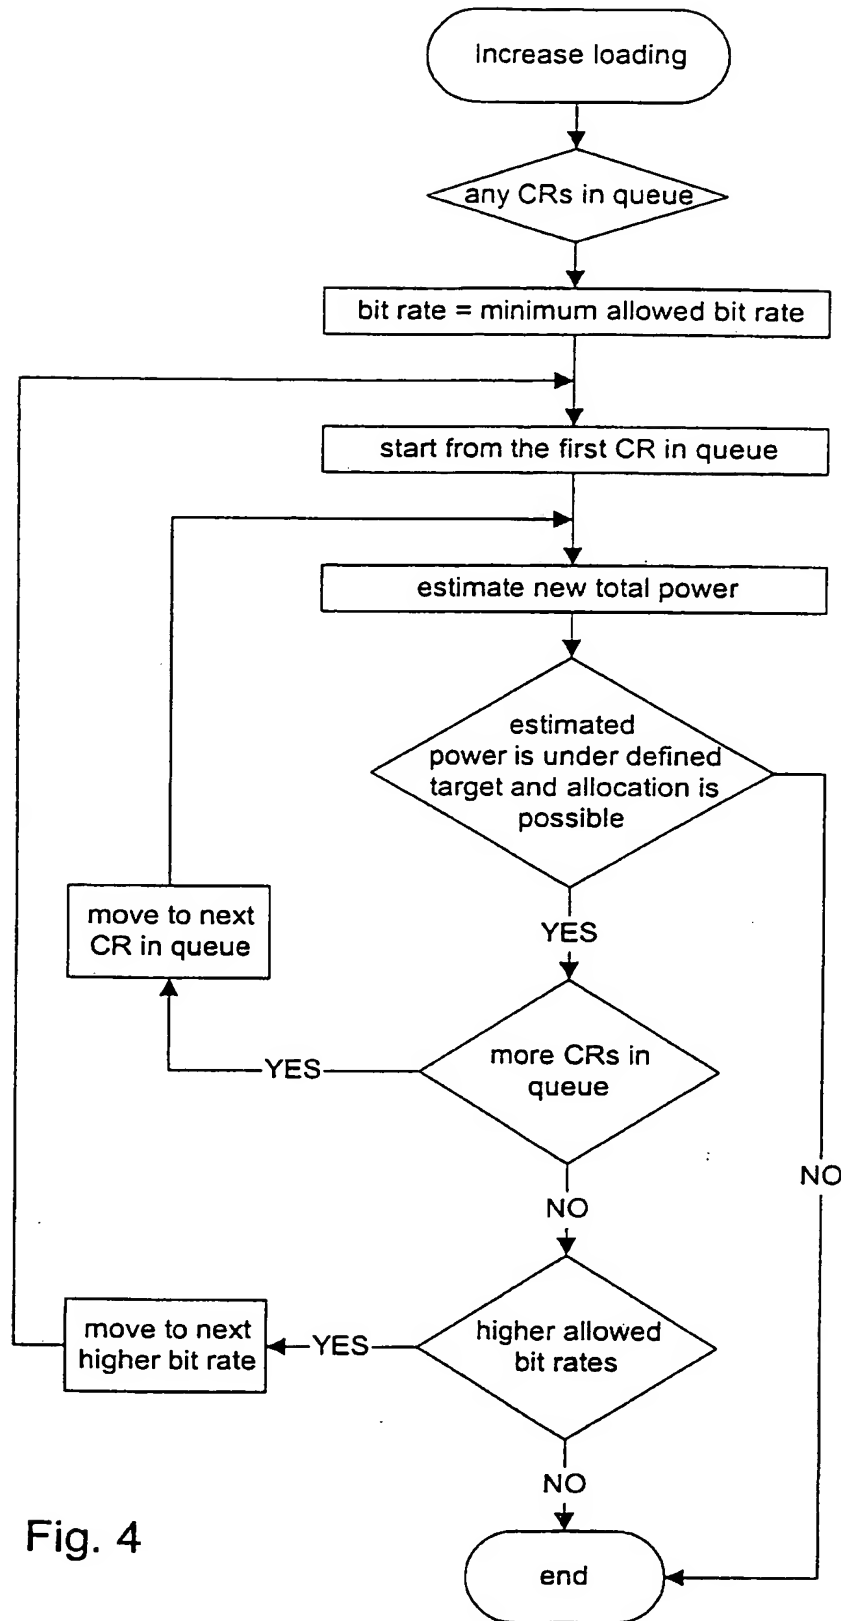 Increase loading
any CRs in queue
bit rate = minimum allowed bit rate
start from the first CR in queue
estimate new total power
estimated
power is under defined
target and allocation is
possible
move to next
CR in queue
YES
more CRs in
queue
YES
NO
NO
move to next
higher bit rate
YES
higher allowed
bit rates
NO
Fig. 4
end